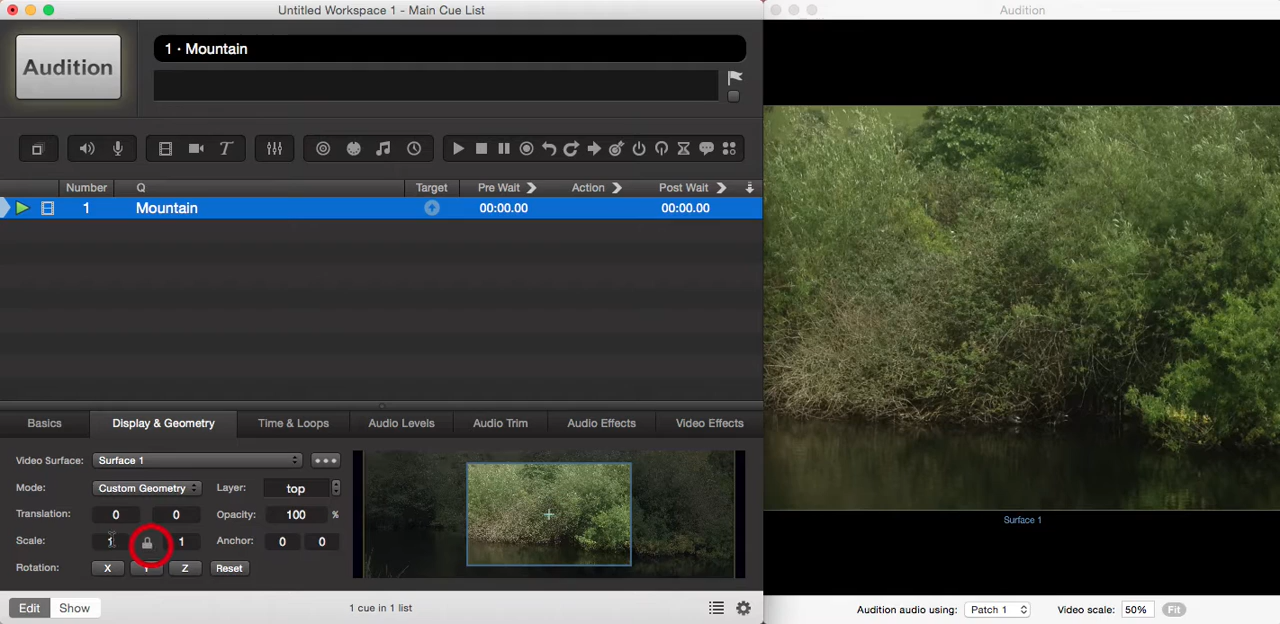 Untitled Workspace 1 - Main Cue List
Audition
Audition
1 · Mountain
T
Number Q Target Pre Wait Action Post Wait
1 Mountain 00:00.00 00:00.00
Basics Display & Geometry Time & Loops Audio Levels Audio Trim Audio Effects Video Effects
Video Surface: Surface 1
Mode: Custom Geometry Layer: top
Translation: 0 0 Opacity: 100 %
Scale: 1 1 Anchor: 0 0
Rotation: X Y Z Reset
Surface 1
Edit Show 1 cue in 1 list
Audition audio using: Patch 1 Video scale: 50% Fit